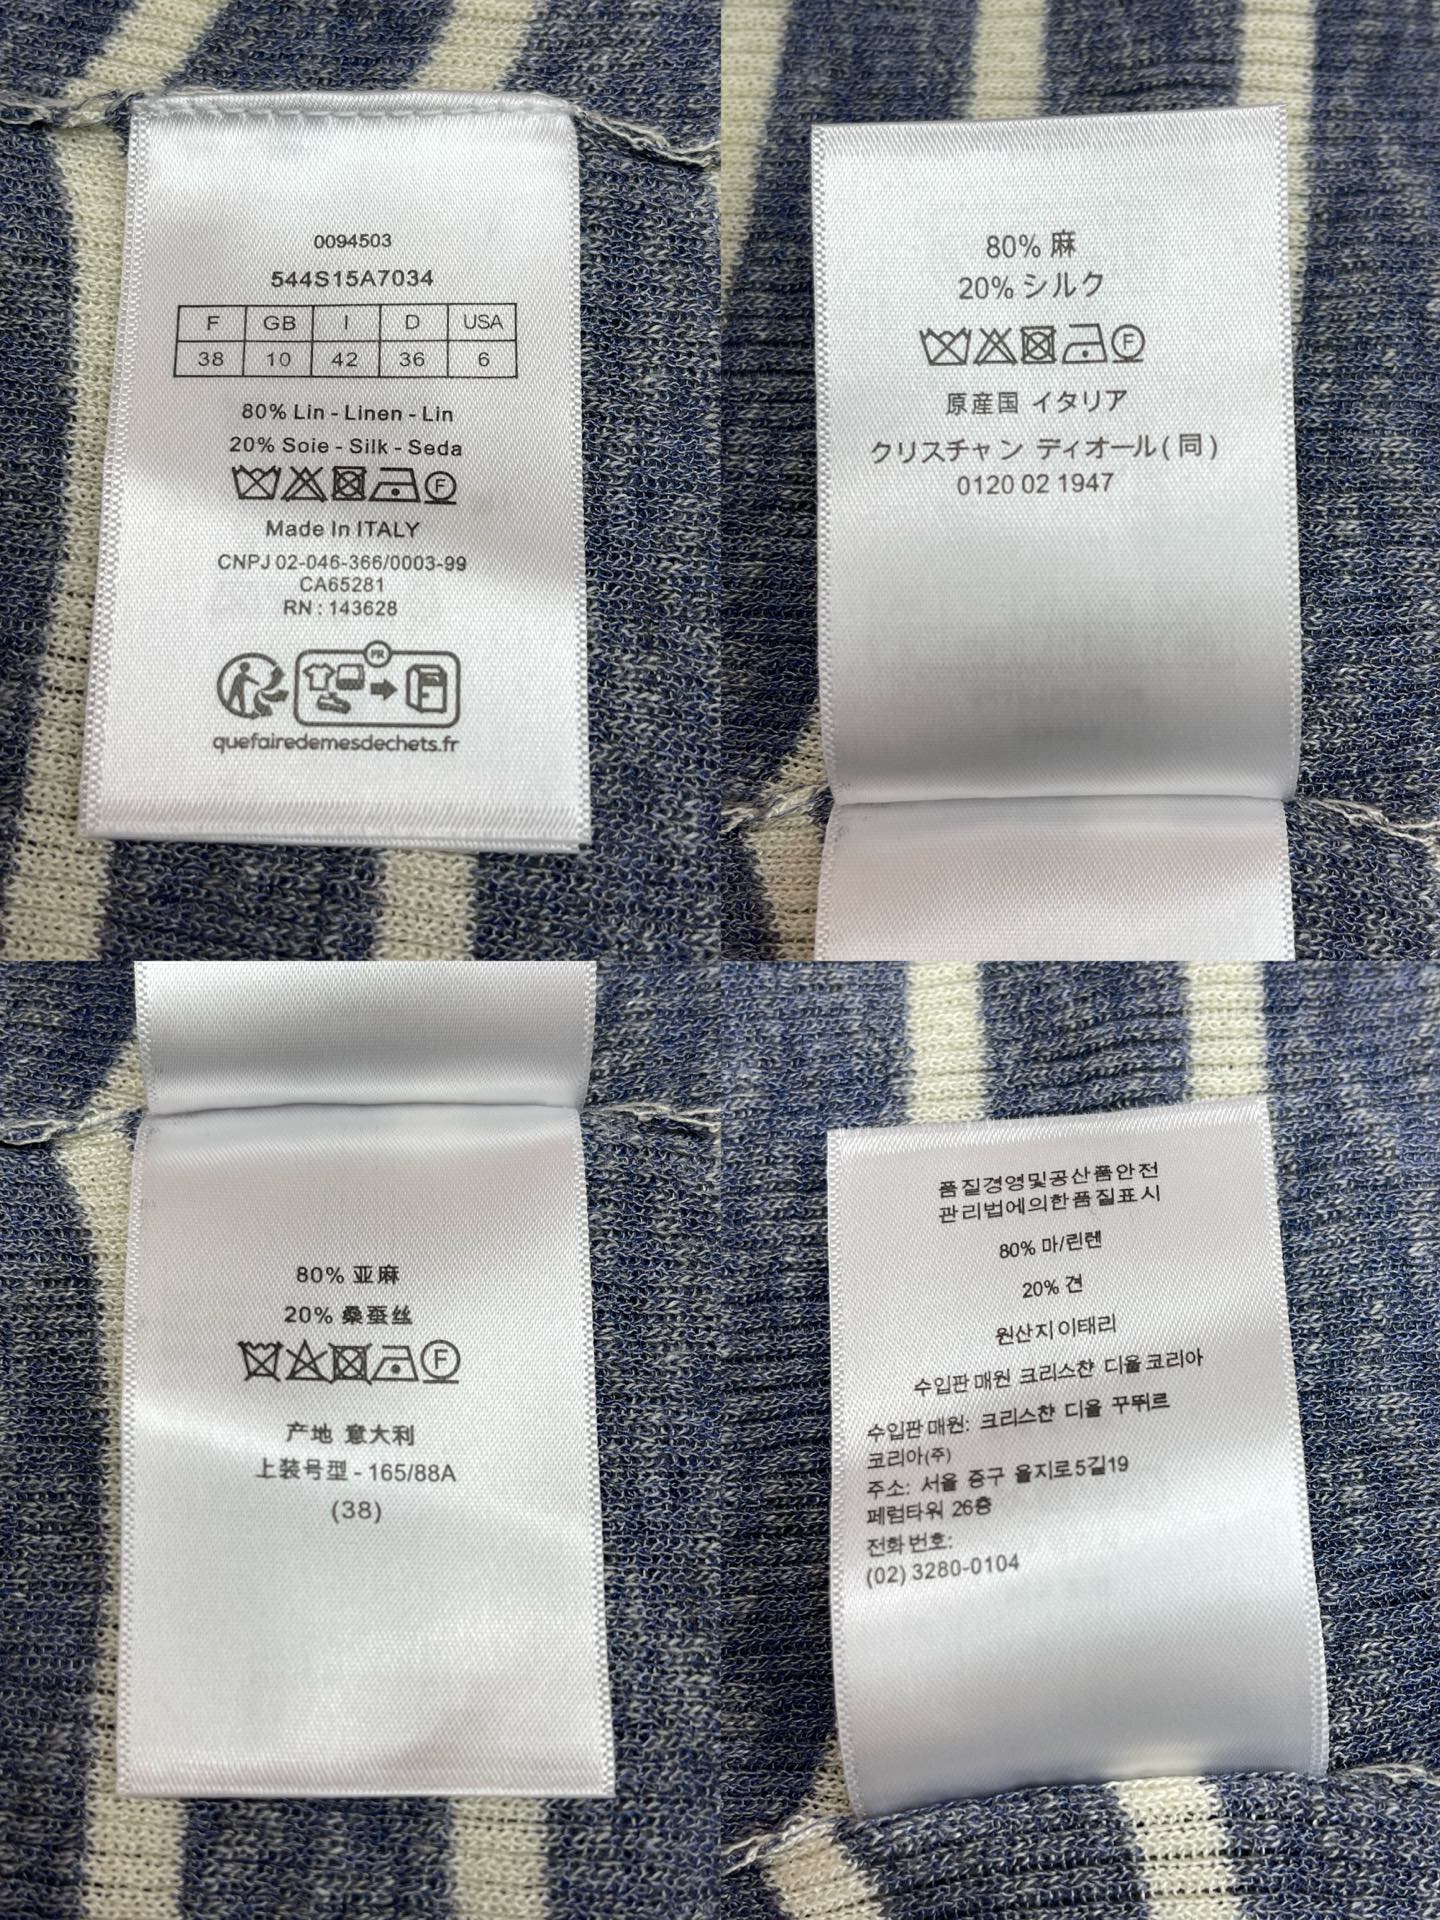 0094503
544S15A7034
F GB I D USA
38 10 42 36 6
80% Lin - Linen - Lin
20% Soie - Silk - Seda
F
Made In ITALY
CNPJ 02-046-366/0003-99
CA65281
RN : 143628
FR
quefairedemesdechets.fr
80% 麻
20% シルク
F
原産国 イタリア
クリスチャン ディオール ( 同 )
0120 02 1947
80% 亚麻
20% 桑蚕丝
F
产地 意大利
上装号型 - 165/88A
(38)
품질경영및공산품안전
관리법에의한품질표시
80% 마/린렌
20% 견
원산지 이태리
수입판 매원 크리스챤 디올 코리아
수입판 매원: 크리스챤 디올 꾸뛰르
코리아(주)
주소: 서울 중구 을지로5길19
페럼타워 26층
전화 번호:
(02) 3280-0104